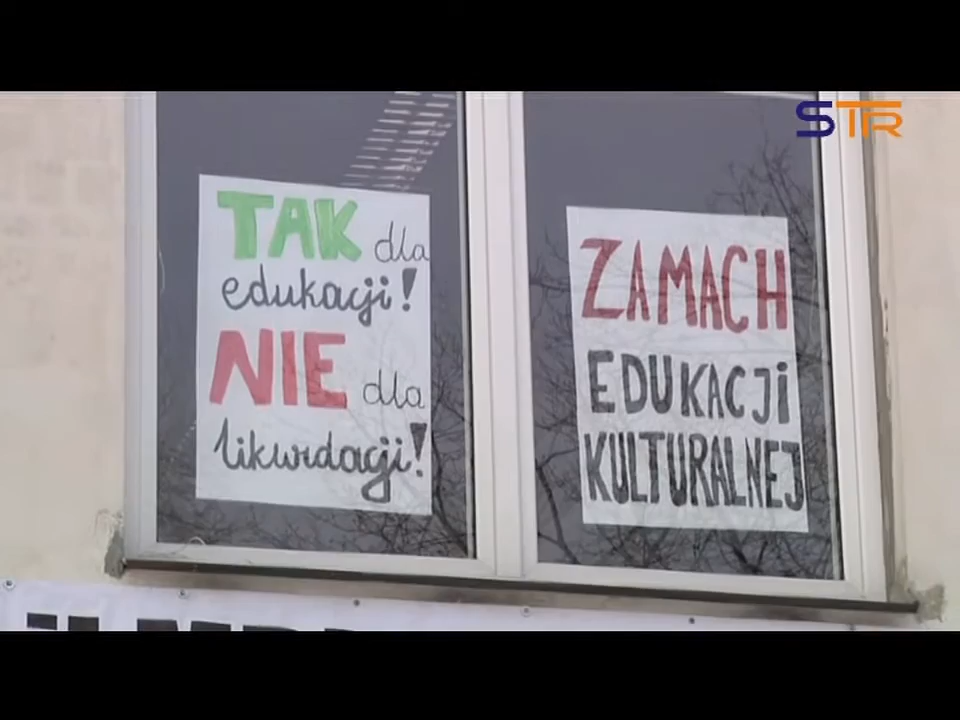 STR
TAK dla
edukacji!
NIE dla
likwidacji!
ZAMACH
EDUKACJi
KULTURALNEJ